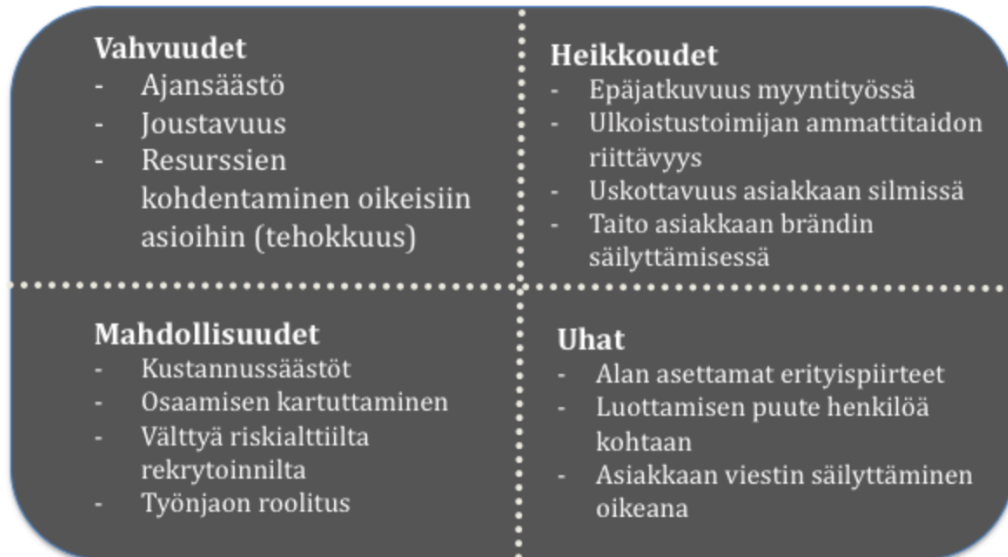 Vahvuudet
- Ajansäästö
- Joustavuus
- Resurssien
kohdentaminen oikeisiin
asioihin (tehokkuus)
Heikkoudet
- Epäjatkuvuus myyntityössä
- Ulkoistustoimijan ammattitaidon
riittävyys
- Uskottavuus asiakkaan silmissä
- Taito asiakkaan brändin
säilyttämisessä
Mahdollisuudet
- Kustannussäästöt
- Osaamisen kartuttaminen
- Välttyä riskialttiilta
rekrytoinnilta
- Työnjaon roolitus
Uhat
- Alan asettamat erityispiirteet
- Luottamisen puute henkilöä
kohtaan
- Asiakkaan viestin säilyttäminen
oikeana